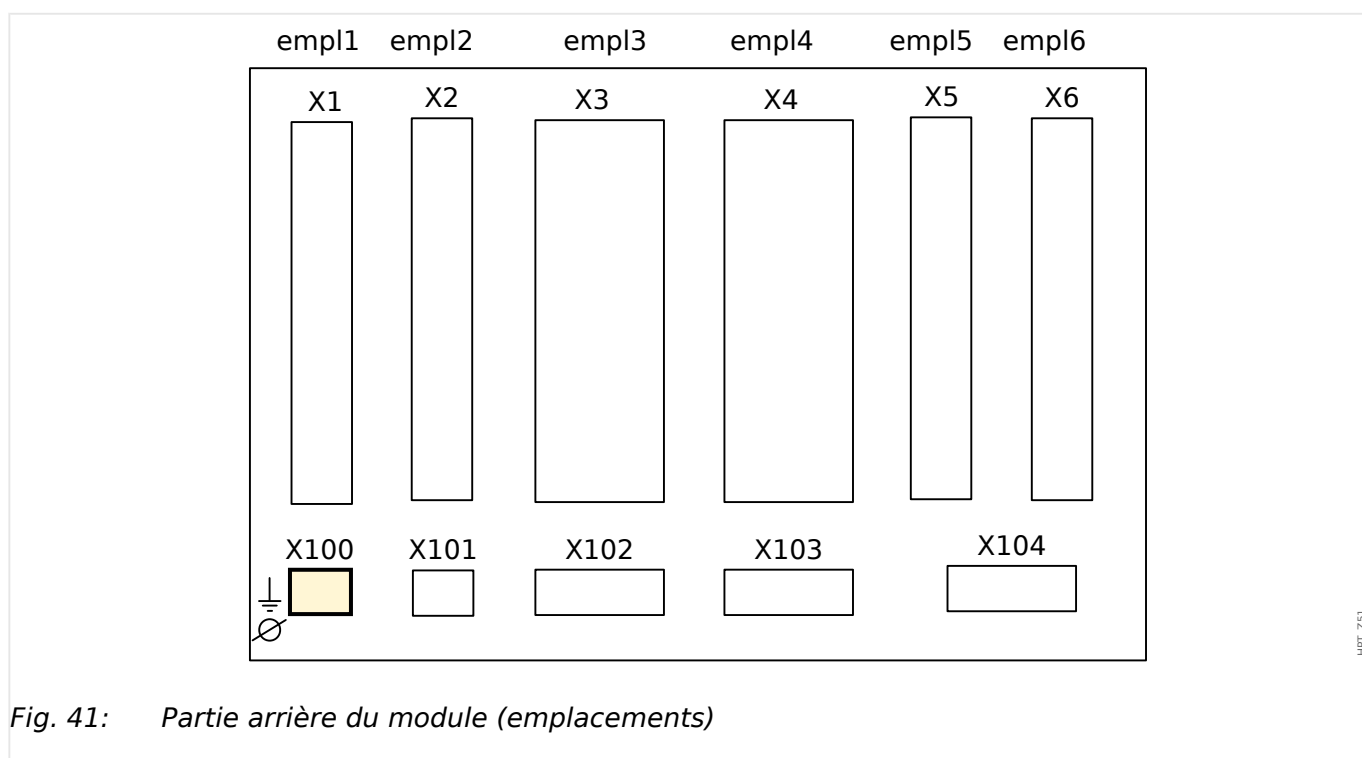 empl1 empl2 empl3 empl4 empl5 empl6
X1 X2 X3 X4 X5 X6
X100 X101 X102 X103 X104
Fig. 41: Partie arrière du module (emplacements)